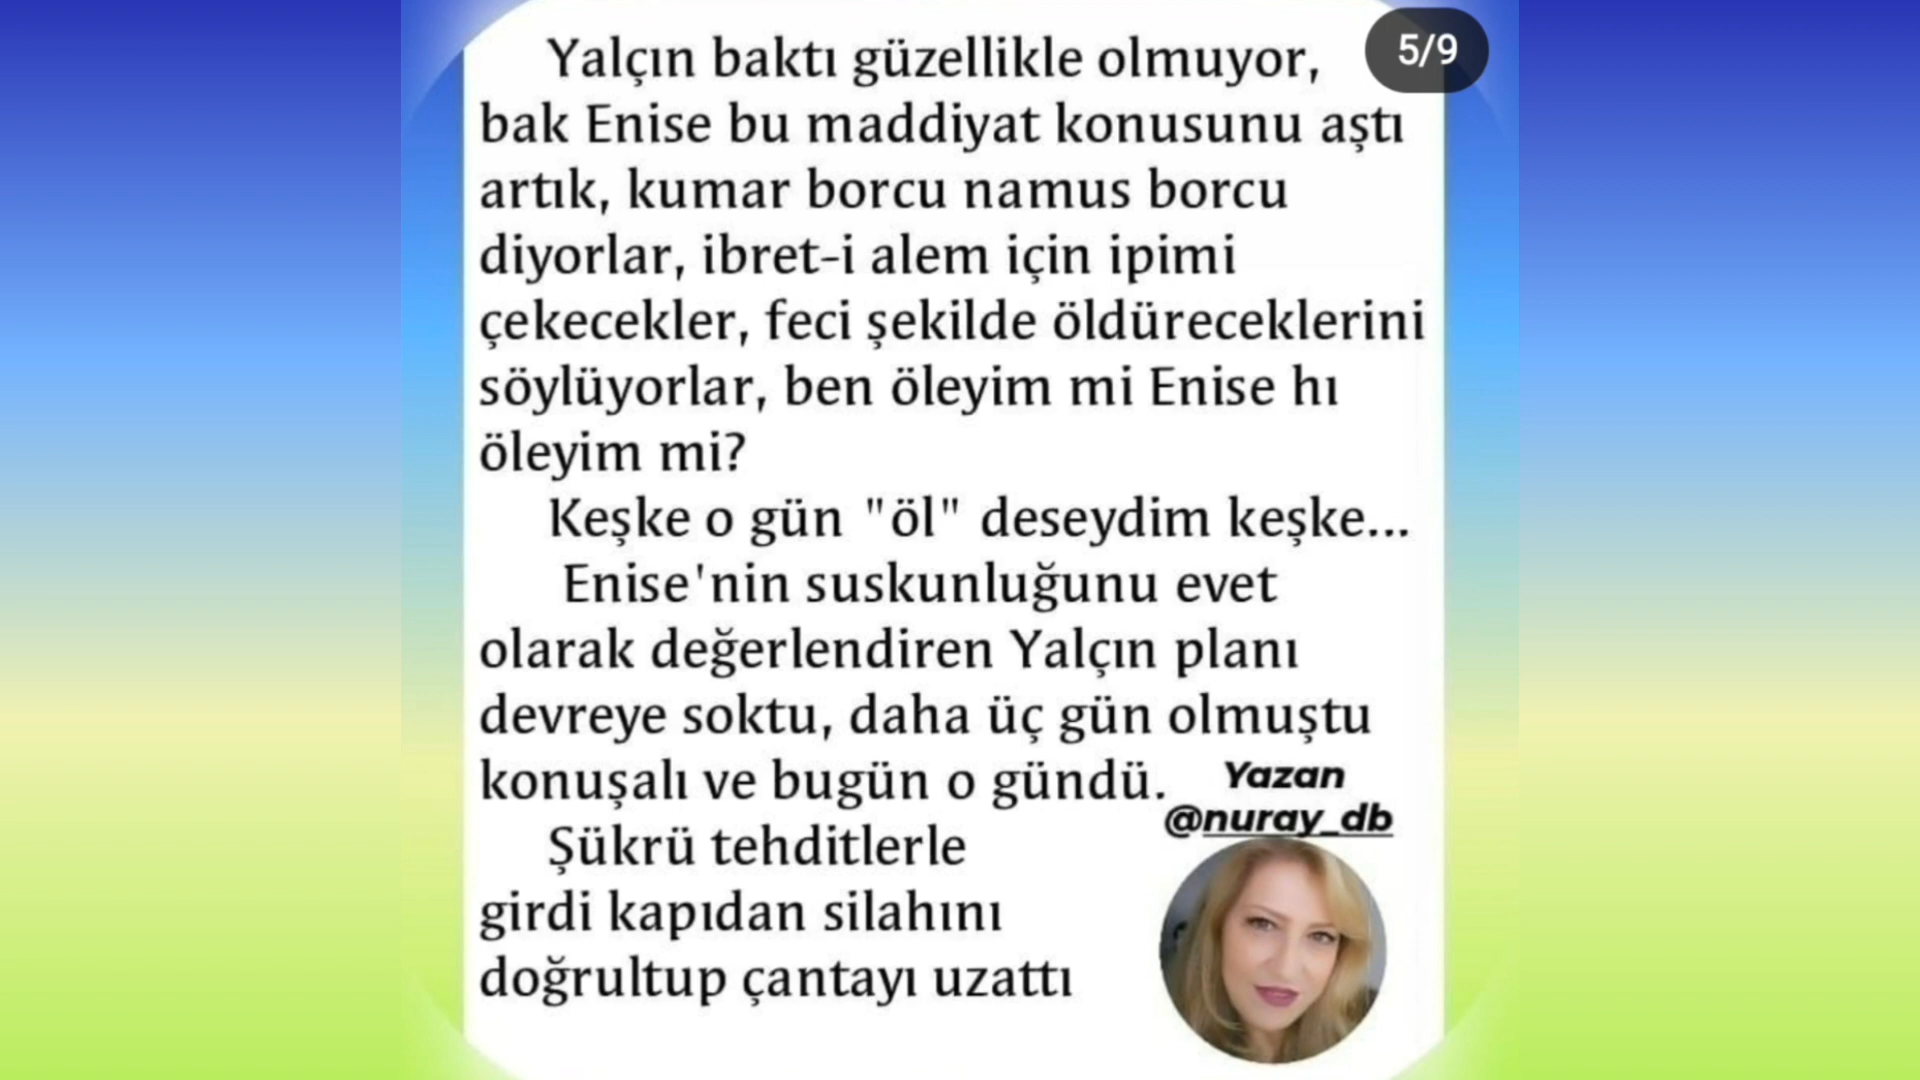 Yalçın baktı güzellikle olmuyor,
5/9
bak Enise bu maddiyat konusunu aştı
artık, kumar borcu namus borcu
diyorlar, ibret-i alem için ipimi
çekecekler, feci şekilde öldüreceklerini
söylüyorlar, ben öleyim mi Enise hı
öleyim mi?
Keşke o gün "öl" deseydim keşke...
Enise'nin suskunluğunu evet
olarak değerlendiren Yalçın planı
devreye soktu, daha üç gün olmuştu
konuşalı ve bugün o gündü.
Yazan
@nuray_db
Şükrü tehditlerle
girdi kapıdan silahını
doğrultup çantayı uzattı